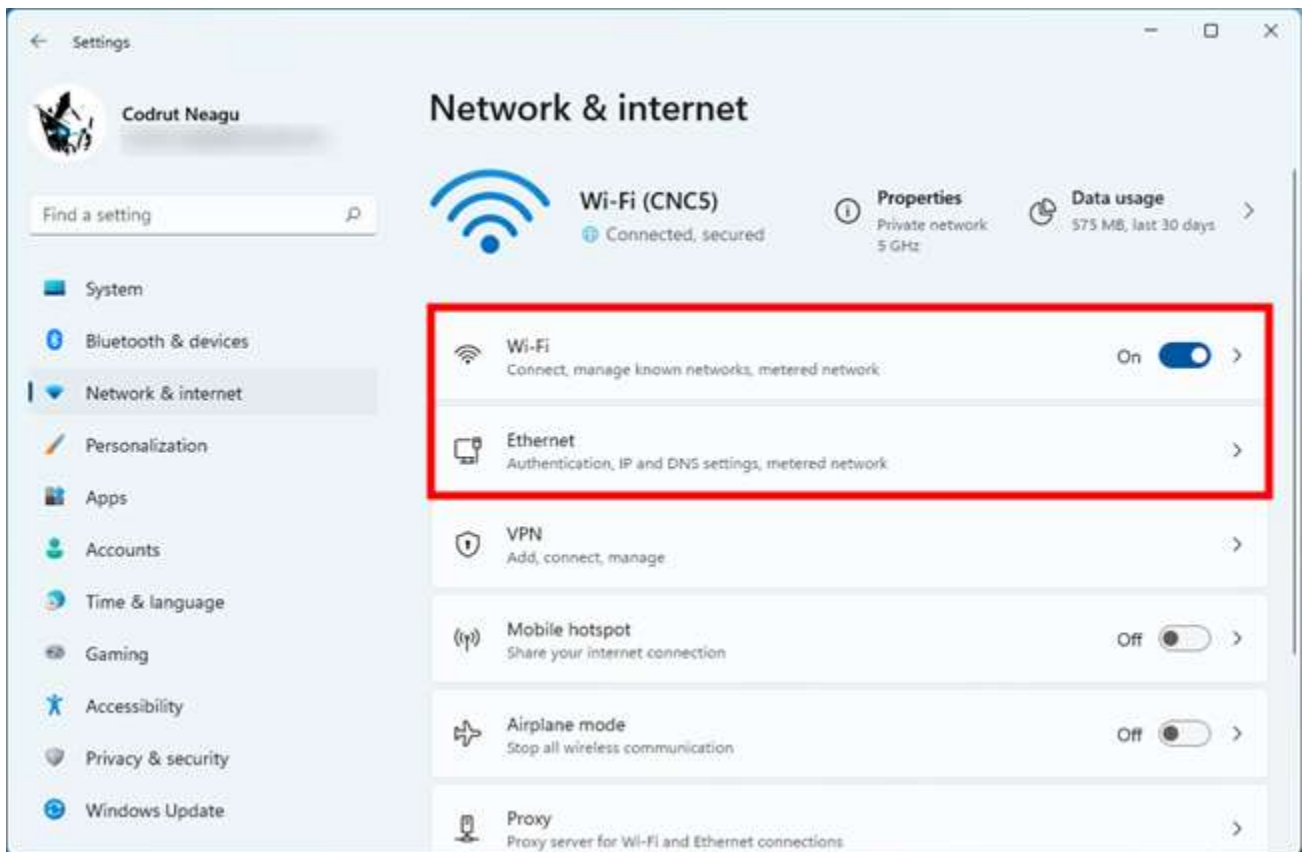 Settings
Codrut Neagu
Find a setting
System
Bluetooth & devices
Network & internet
Personalization
Apps
Accounts
Time & language
Gaming
Accessibility
Privacy & security
Windows Update
Network & internet
Wi-Fi (CNC5)
Connected, secured
Properties
Private network
5 GHz
Data usage
575 MB, last 30 days
Wi-Fi
Connect, manage known networks, metered network
On
Ethernet
Authentication, IP and DNS settings, metered network
VPN
Add, connect, manage
Mobile hotspot
Share your internet connection
Off
Airplane mode
Stop all wireless communication
Off
Proxy
Proxy server for Wi-Fi and Ethernet connections